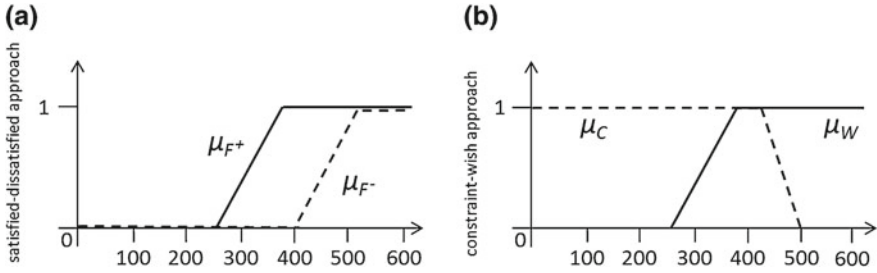 (a)
satisfied-dissatisfied approach
1
μF+
μF-
0
100 200 300 400 500 600
(b)
constraint-wish approach
1
μC
μW
0
100 200 300 400 500 600